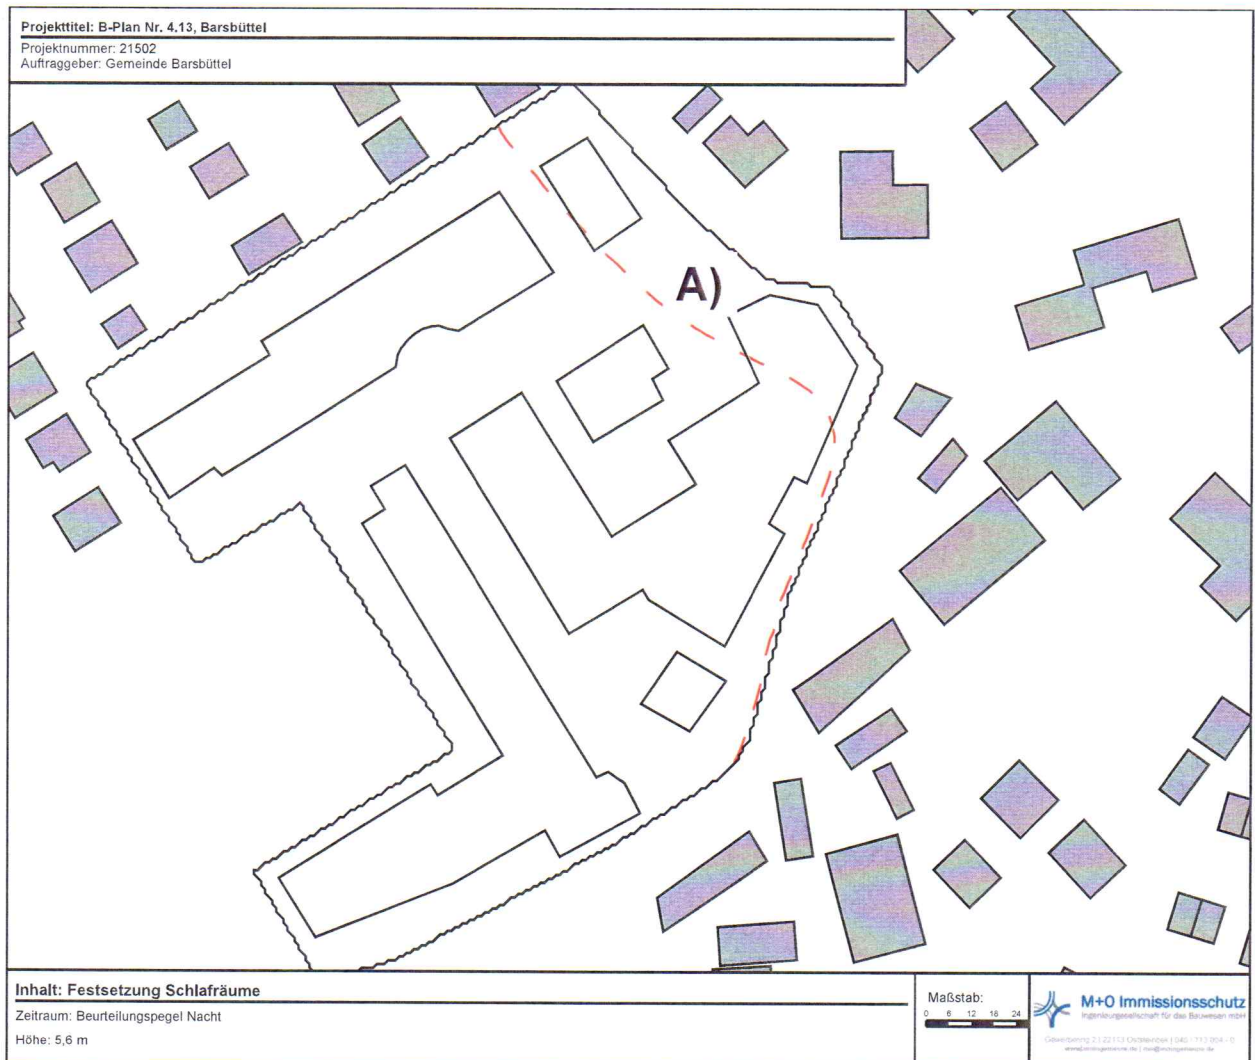 Projekttitel: B-Plan Nr. 4.13, Barsbüttel
Projektnummer: 21502
Auftraggeber: Gemeinde Barsbüttel
A)
Inhalt: Festsetzung Schlafräume
Zeitraum: Beurteilungspegel Nacht
Höhe: 5,6 m
Maßstab:
0 6 12 18 24
M+O Immissionsschutz
Ingenieurgesellschaft für das Bauwesen mbH